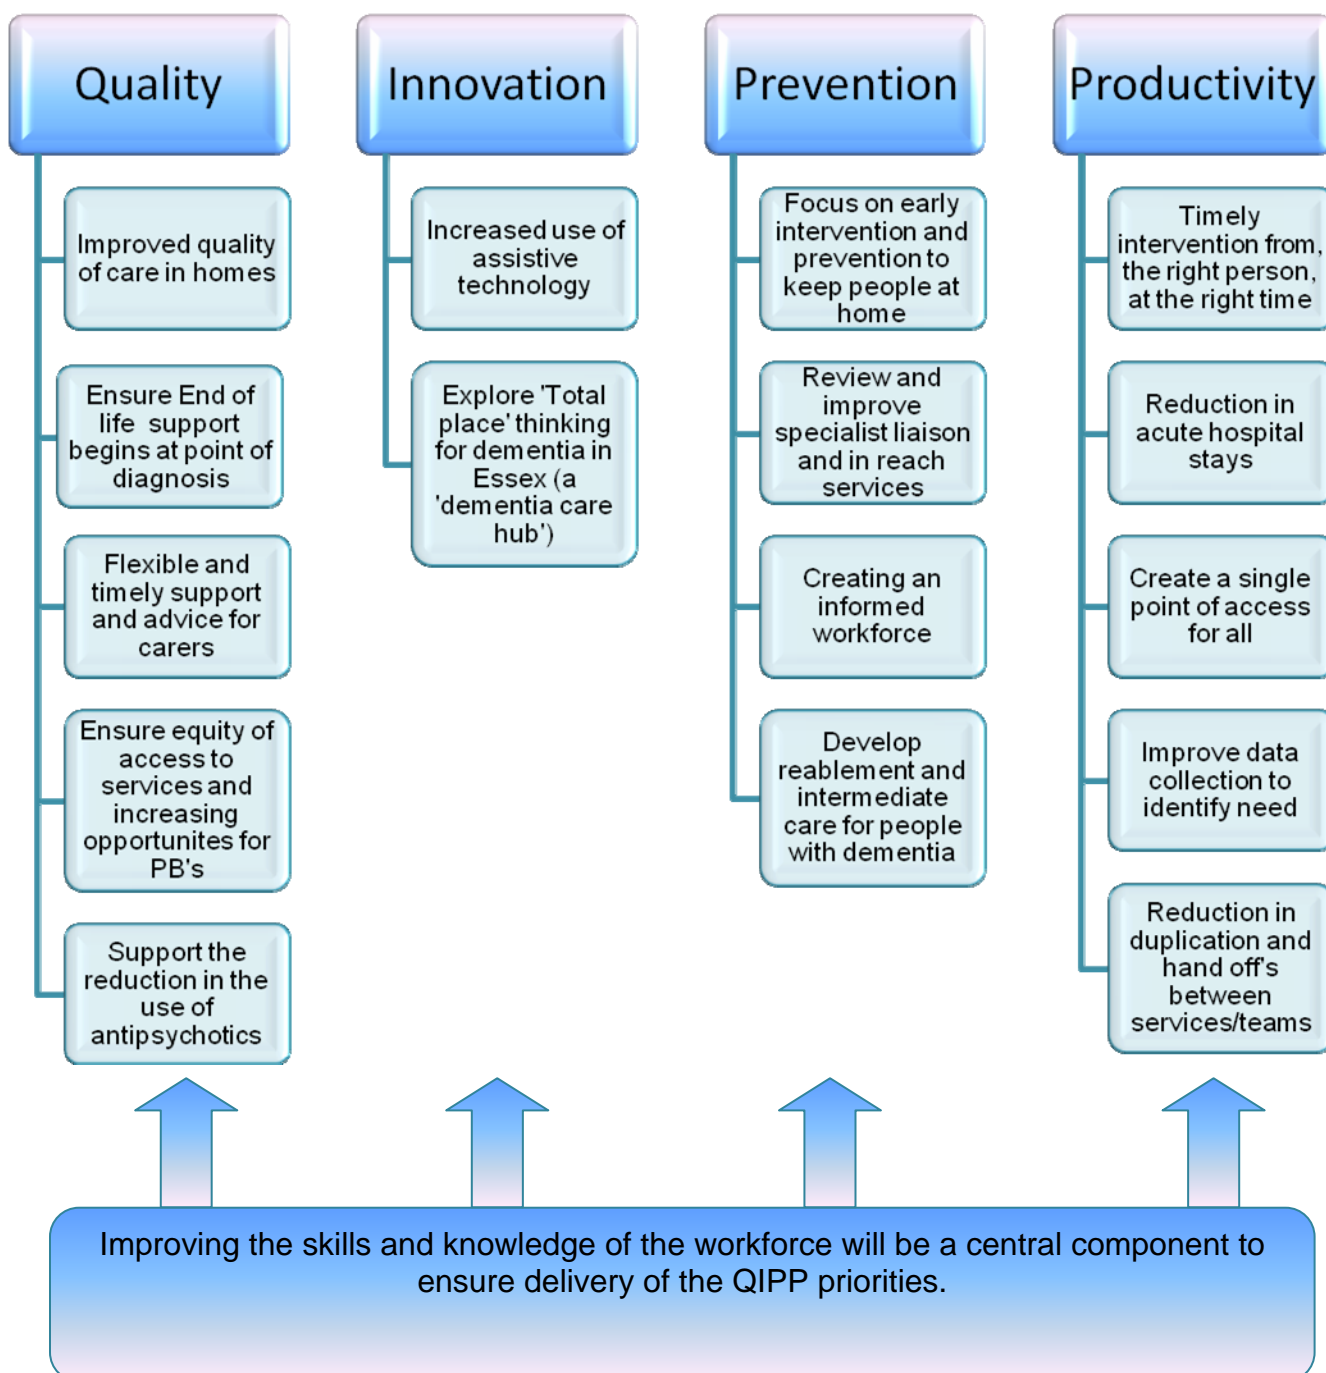 Quality
Improved quality
of care in homes
Ensure End of
life support
begins at point of
diagnosis
Flexible and
timely support
and advice for
carers
Ensure equity of
access to
services and
increasing
opportunites for
PB's
Support the
reduction in the
use of
antipsychotics
Innovation
Increased use of
assistive
technology
Explore 'Total
place' thinking
for dementia in
Essex (a
'dementia care
hub')
Prevention
Focus on early
intervention and
prevention to
keep people at
home
Review and
improve
specialist liaison
and in reach
services
Creating an
informed
workforce
Develop
reablement and
intermediate
care for people
with dementia
Productivity
Timely
intervention from,
the right person,
at the right time
Reduction in
acute hospital
stays
Create a single
point of access
for all
Improve data
collection to
identify need
Reduction in
duplication and
hand off's
between
services/teams
Improving the skills and knowledge of the workforce will be a central component to
ensure delivery of the QIPP priorities.